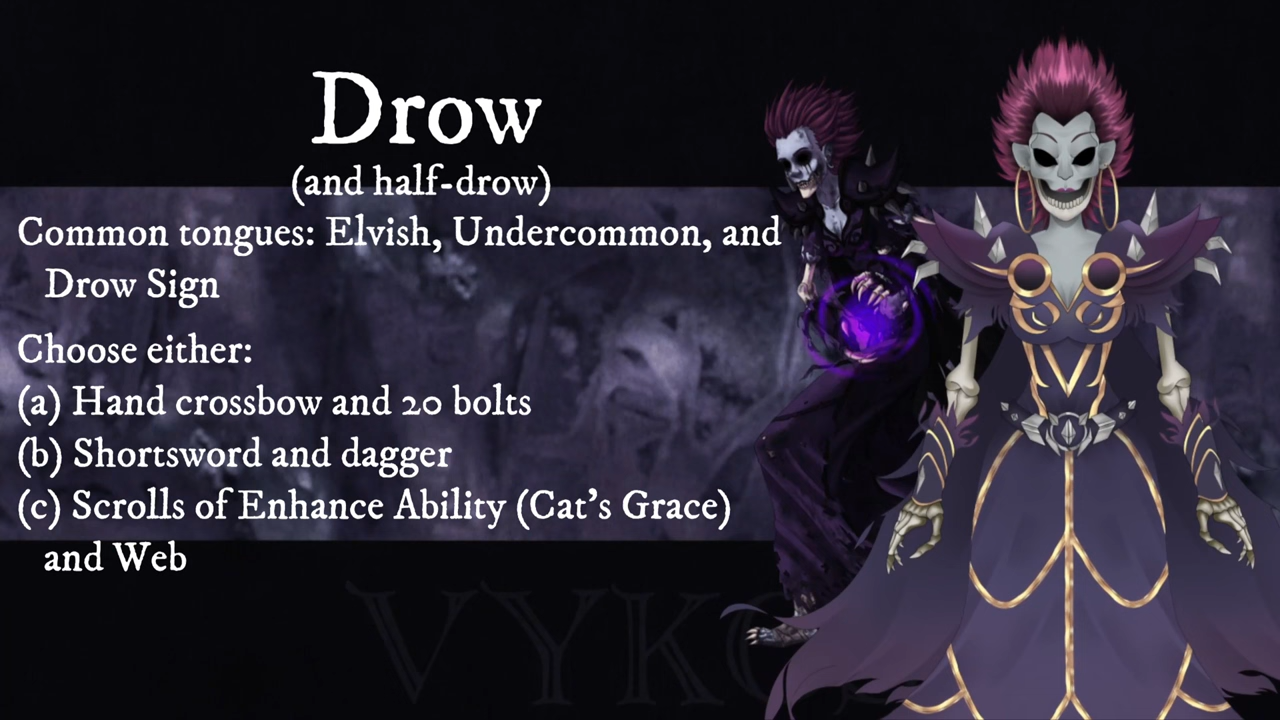 Drow
(and half-drow)
Common tongues: Elvish, Undercommon, and
Drow Sign
Choose either:
(a) Hand crossbow and 20 bolts
(b) Shortsword and dagger
(c) Scrolls of Enhance Ability (Cat's Grace)
and Web